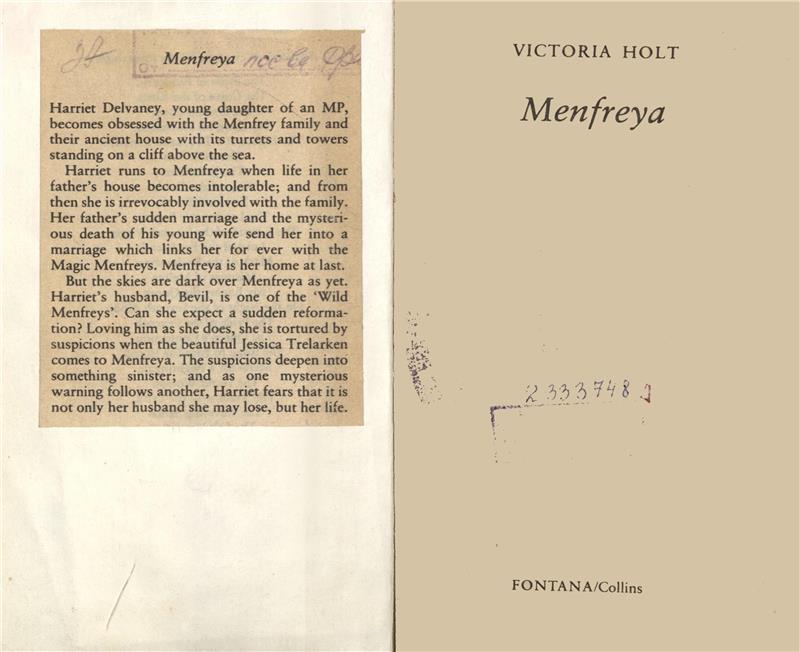 Menfreya
Harriet Delvaney, young daughter of an MP,
becomes obsessed with the Menfrey family and
their ancient house with its turrets and towers
standing on a cliff above the sea.
Harriet runs to Menfreya when life in her
father's house becomes intolerable; and from
then she is irrevocably involved with the family.
Her father's sudden marriage and the mysteri-
ous death of his young wife send her into a
marriage which links her for ever with the
Magic Menfreys. Menfreya is her home at last.
But the skies are dark over Menfreya as yet.
Harriet's husband, Bevil, is one of the ‘Wild
Menfreys’. Can she expect a sudden reforma-
tion? Loving him as she does, she is tortured by
suspicions when the beautiful Jessica Trelarken
comes to Menfreya. The suspicions deepen into
something sinister; and as one mysterious
warning follows another, Harriet fears that it is
not only her husband she may lose, but her life.
VICTORIA HOLT
Menfreya
2333748
FONTANA/Collins